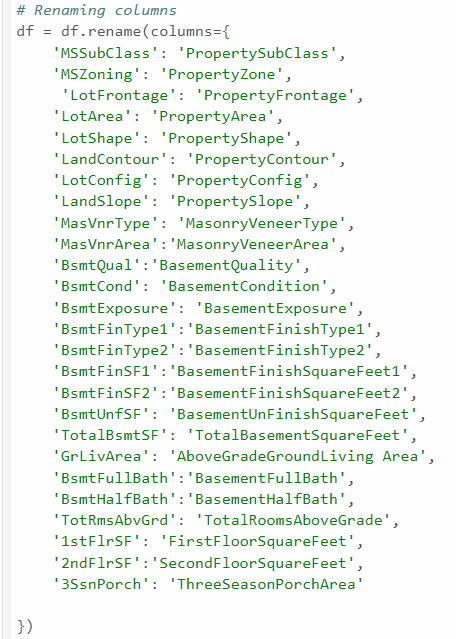 # Renaming columns
df = df.rename(columns={
    'MSSubClass': 'PropertySubClass',
    'MSZoning': 'PropertyZone',
     'LotFrontage': 'PropertyFrontage',
    'LotArea': 'PropertyArea',
    'LotShape': 'PropertyShape',
    'LandContour': 'PropertyContour',
    'LotConfig': 'PropertyConfig',
    'LandSlope': 'PropertySlope',
    'MasVnrType': 'MasonryVeneerType',
    'MasVnrArea':'MasonryVeneerArea',
    'BsmtQual':'BasementQuality',
    'BsmtCond': 'BasementCondition',
    'BsmtExposure': 'BasementExposure',
    'BsmtFinType1':'BasementFinishType1',
    'BsmtFinType2':'BasementFinishType2',
    'BsmtFinSF1':'BasementFinishSquareFeet1',
    'BsmtFinSF2':'BasementFinishSquareFeet2',
    'BsmtUnfSF': 'BasementUnFinishSquareFeet',
    'TotalBsmtSF': 'TotalBasementSquareFeet',
    'GrLivArea': 'AboveGradeGroundLiving Area',
    'BsmtFullBath':'BasementFullBath',
    'BsmtHalfBath':'BasementHalfBath',
    'TotRmsAbvGrd': 'TotalRoomsAboveGrade',
    '1stFlrSF': 'FirstFloorSquareFeet',
    '2ndFlrSF':'SecondFloorSquareFeet',
    '3SsnPorch': 'ThreeSeasonPorchArea'
})